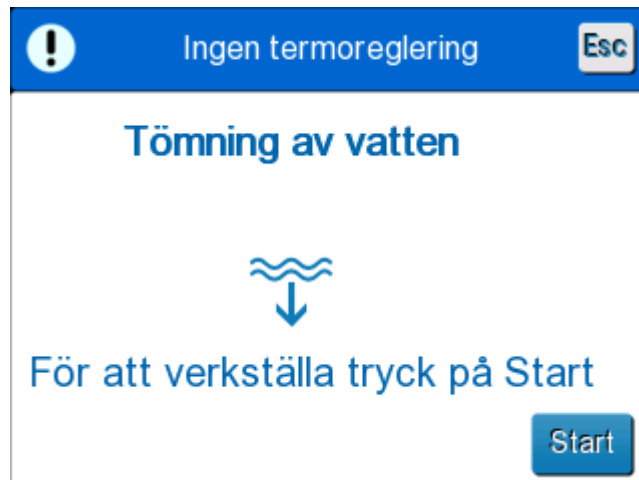 Ingen termoreglering
Esc
Tömning av vatten
För att verkställa tryck på Start
Start